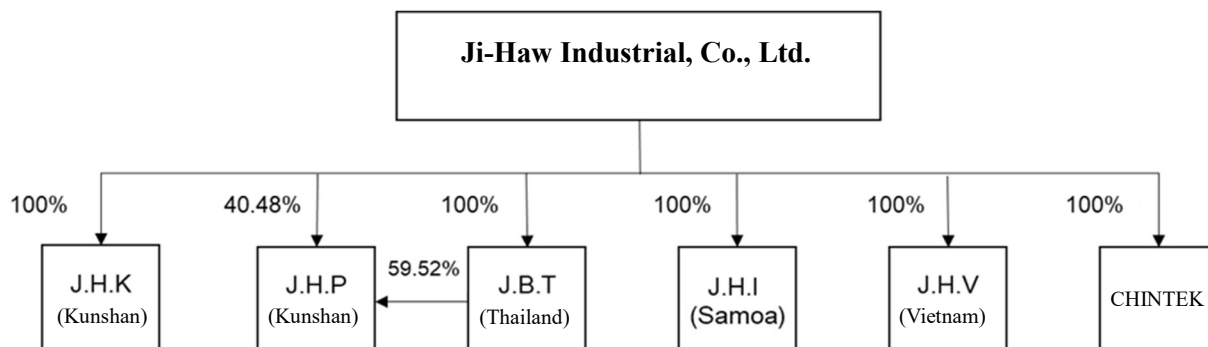 Ji-Haw Industrial, Co., Ltd.
100%
40.48%
100%
100%
100%
100%
J.H.K
(Kunshan)
J.H.P
(Kunshan)
59.52%
J.B.T
(Thailand)
J.H.I
(Samoa)
J.H.V
(Vietnam)
CHINTEK